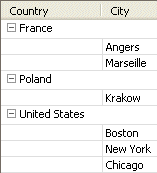 Country City
France
Angers
Marseille
Poland
Krakow
United States
Boston
New York
Chicago